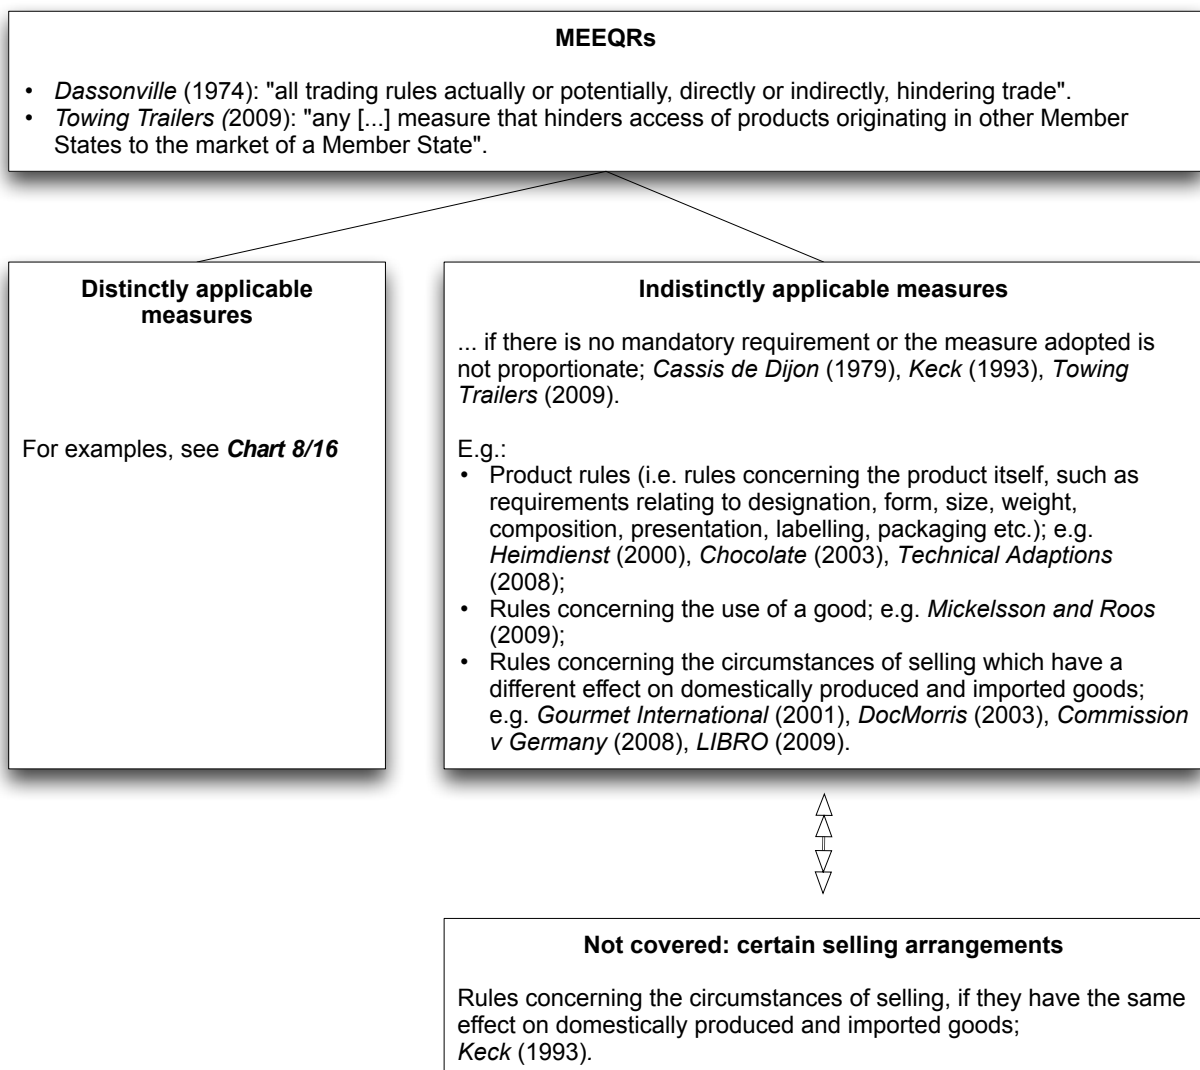 MEEQRs
• Dassonville (1974): "all trading rules actually or potentially, directly or indirectly, hindering trade".
• Towing Trailers (2009): "any [...] measure that hinders access of products originating in other Member
States to the market of a Member State".
Distinctly applicable
measures
For examples, see Chart 8/16
Indistinctly applicable measures
... if there is no mandatory requirement or the measure adopted is
not proportionate; Cassis de Dijon (1979), Keck (1993), Towing
Trailers (2009).
E.g.:
• Product rules (i.e. rules concerning the product itself, such as
requirements relating to designation, form, size, weight,
composition, presentation, labelling, packaging etc.); e.g.
Heimdienst (2000), Chocolate (2003), Technical Adaptions
(2008);
• Rules concerning the use of a good; e.g. Mickelsson and Roos
(2009);
• Rules concerning the circumstances of selling which have a
different effect on domestically produced and imported goods;
e.g. Gourmet International (2001), DocMorris (2003), Commission
v Germany (2008), LIBRO (2009).
Not covered: certain selling arrangements
Rules concerning the circumstances of selling, if they have the same
effect on domestically produced and imported goods;
Keck (1993).